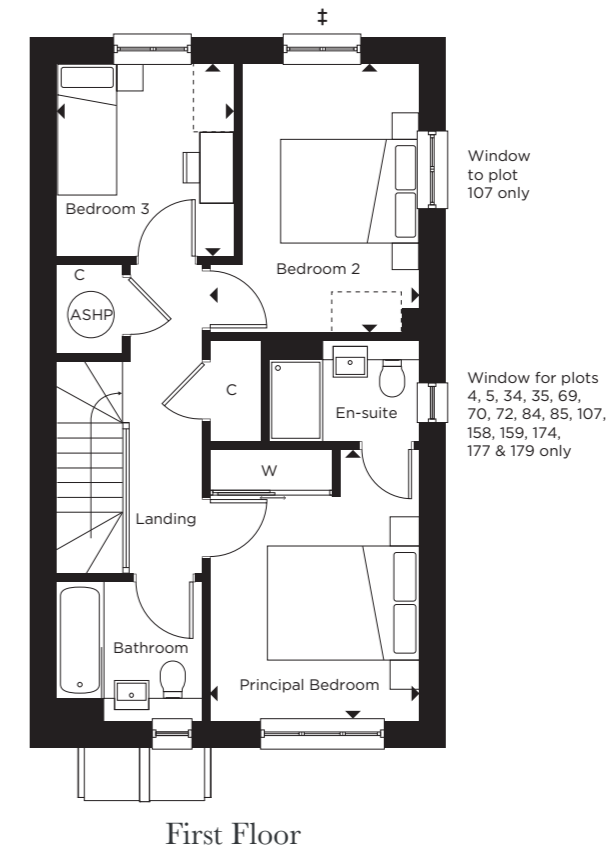 ‡
Window
to plot
107 only
Bedroom 3
Bedroom 2
C
ASHP
C
En-suite
Window for plots
4, 5, 34, 35, 69,
70, 72, 84, 85, 107,
158, 159, 174,
177 & 179 only
W
Landing
Bathroom
Principal Bedroom
First Floor